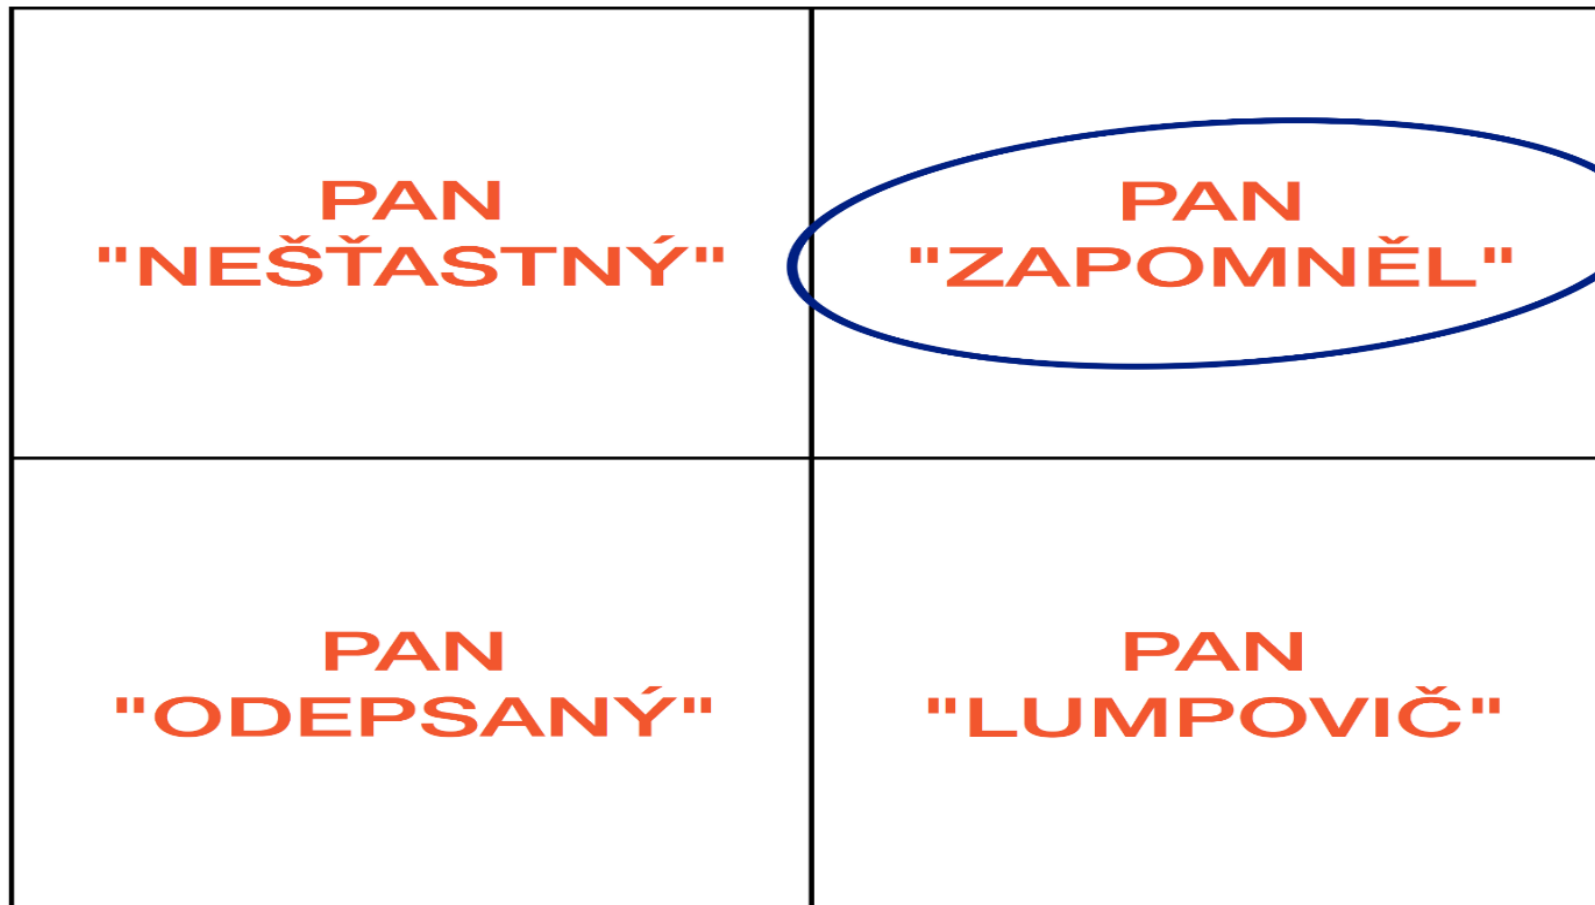 PAN
"NEŠŤASTNÝ"
PAN
"ZAPOMNĚL"
PAN
"ODEPSANÝ"
PAN
"LUMPOVIČ"